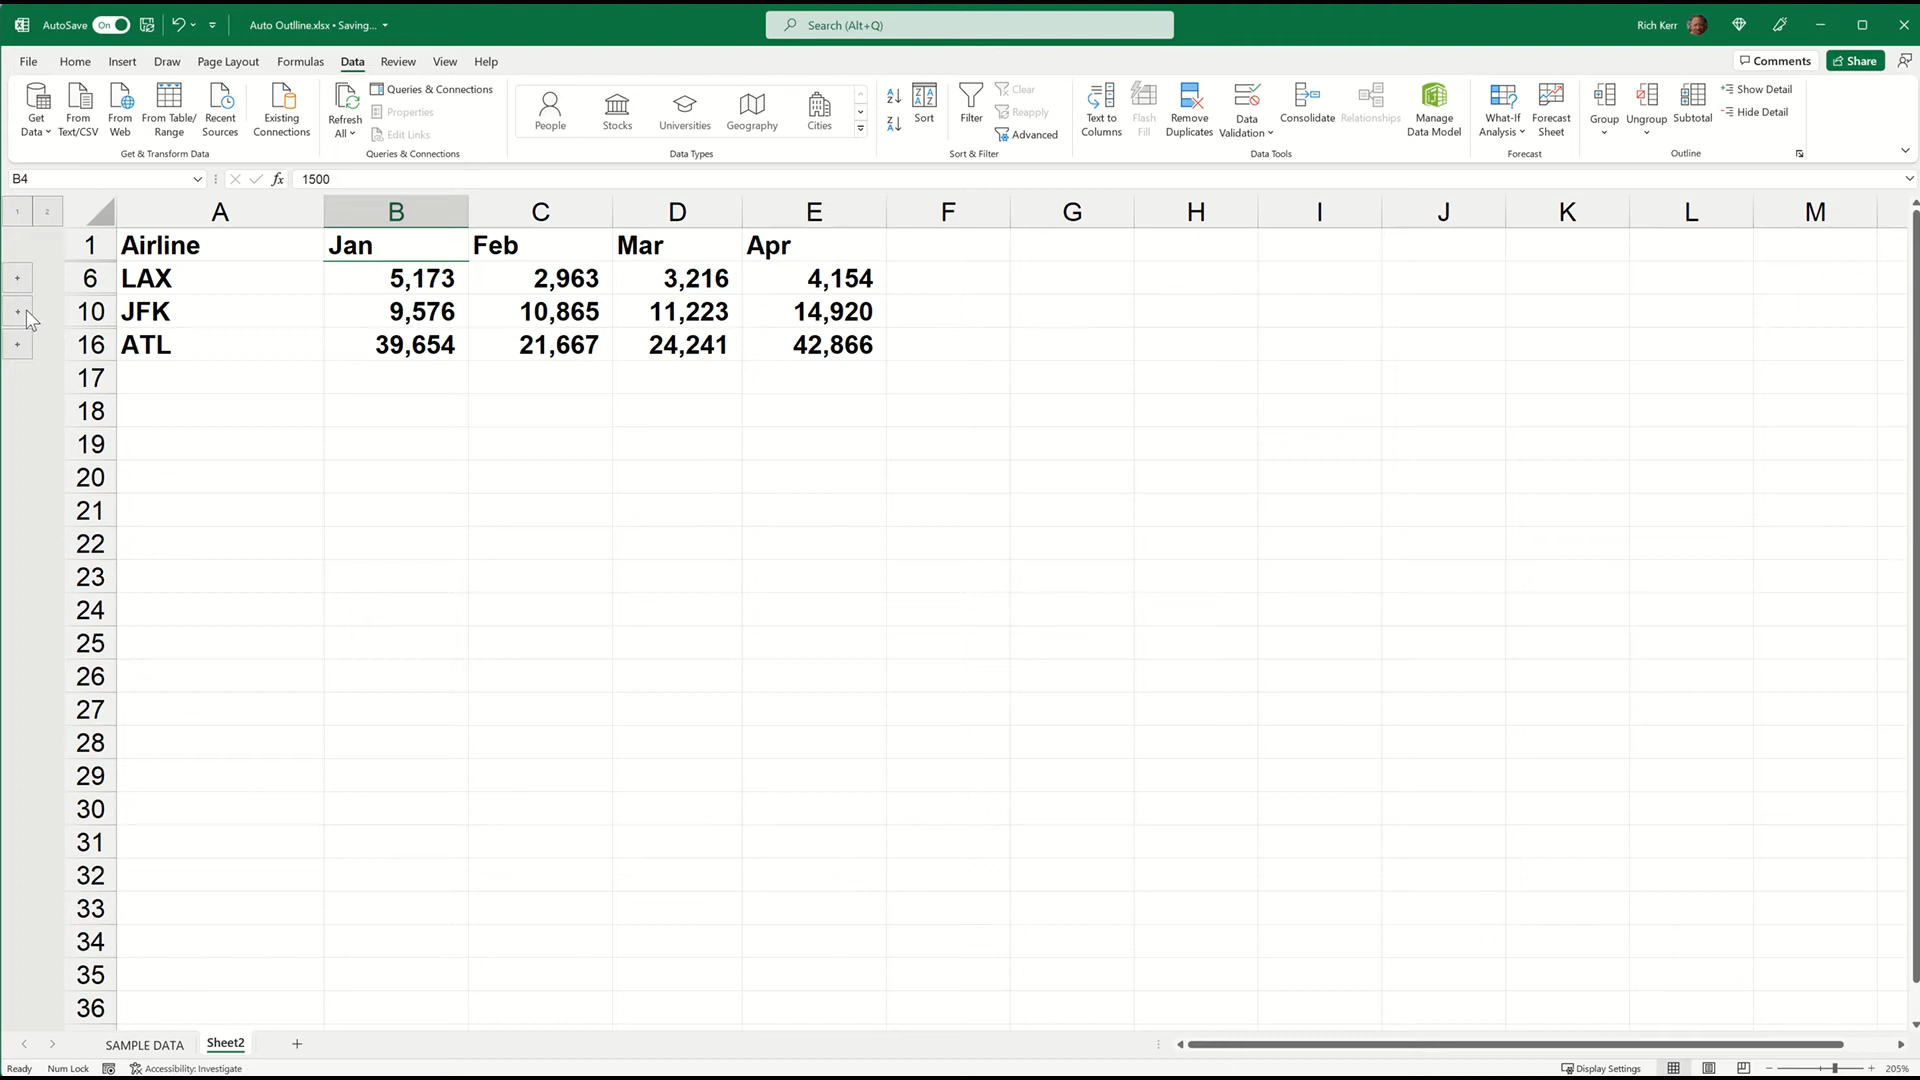 AutoSave On Auto Outlline.xlsx • Saving... Search (Alt+Q) Rich Kerr
File Home Insert Draw Page Layout Formulas Data Review View Help Comments Share
Get Data From Text/CSV From Web From Table/ Range Recent Sources Existing Connections
Get & Transform Data
Refresh All Queries & Connections Properties Edit Links
Queries & Connections
People Stocks Universities Geography Cities
Data Types
Sort Filter Clear Reapply Advanced
Sort & Filter
Text to Columns Flash Fill Remove Duplicates Data Validation Consolidate Relationships Manage Data Model
Data Tools
What-If Analysis Forecast Sheet
Forecast
Group Ungroup Subtotal Show Detail Hide Detail
Outline
B4 fx 1500
1 2 A B C D E F G H I J K L M
1 Airline Jan Feb Mar Apr
6 LAX 5,173 2,963 3,216 4,154
10 JFK 9,576 10,865 11,223 14,920
16 ATL 39,654 21,667 24,241 42,866
17
18
19
20
21
22
23
24
25
26
27
28
29
30
31
32
33
34
35
36
SAMPLE DATA Sheet2
Ready Num Lock Accessibility: Investigate Display Settings 205%